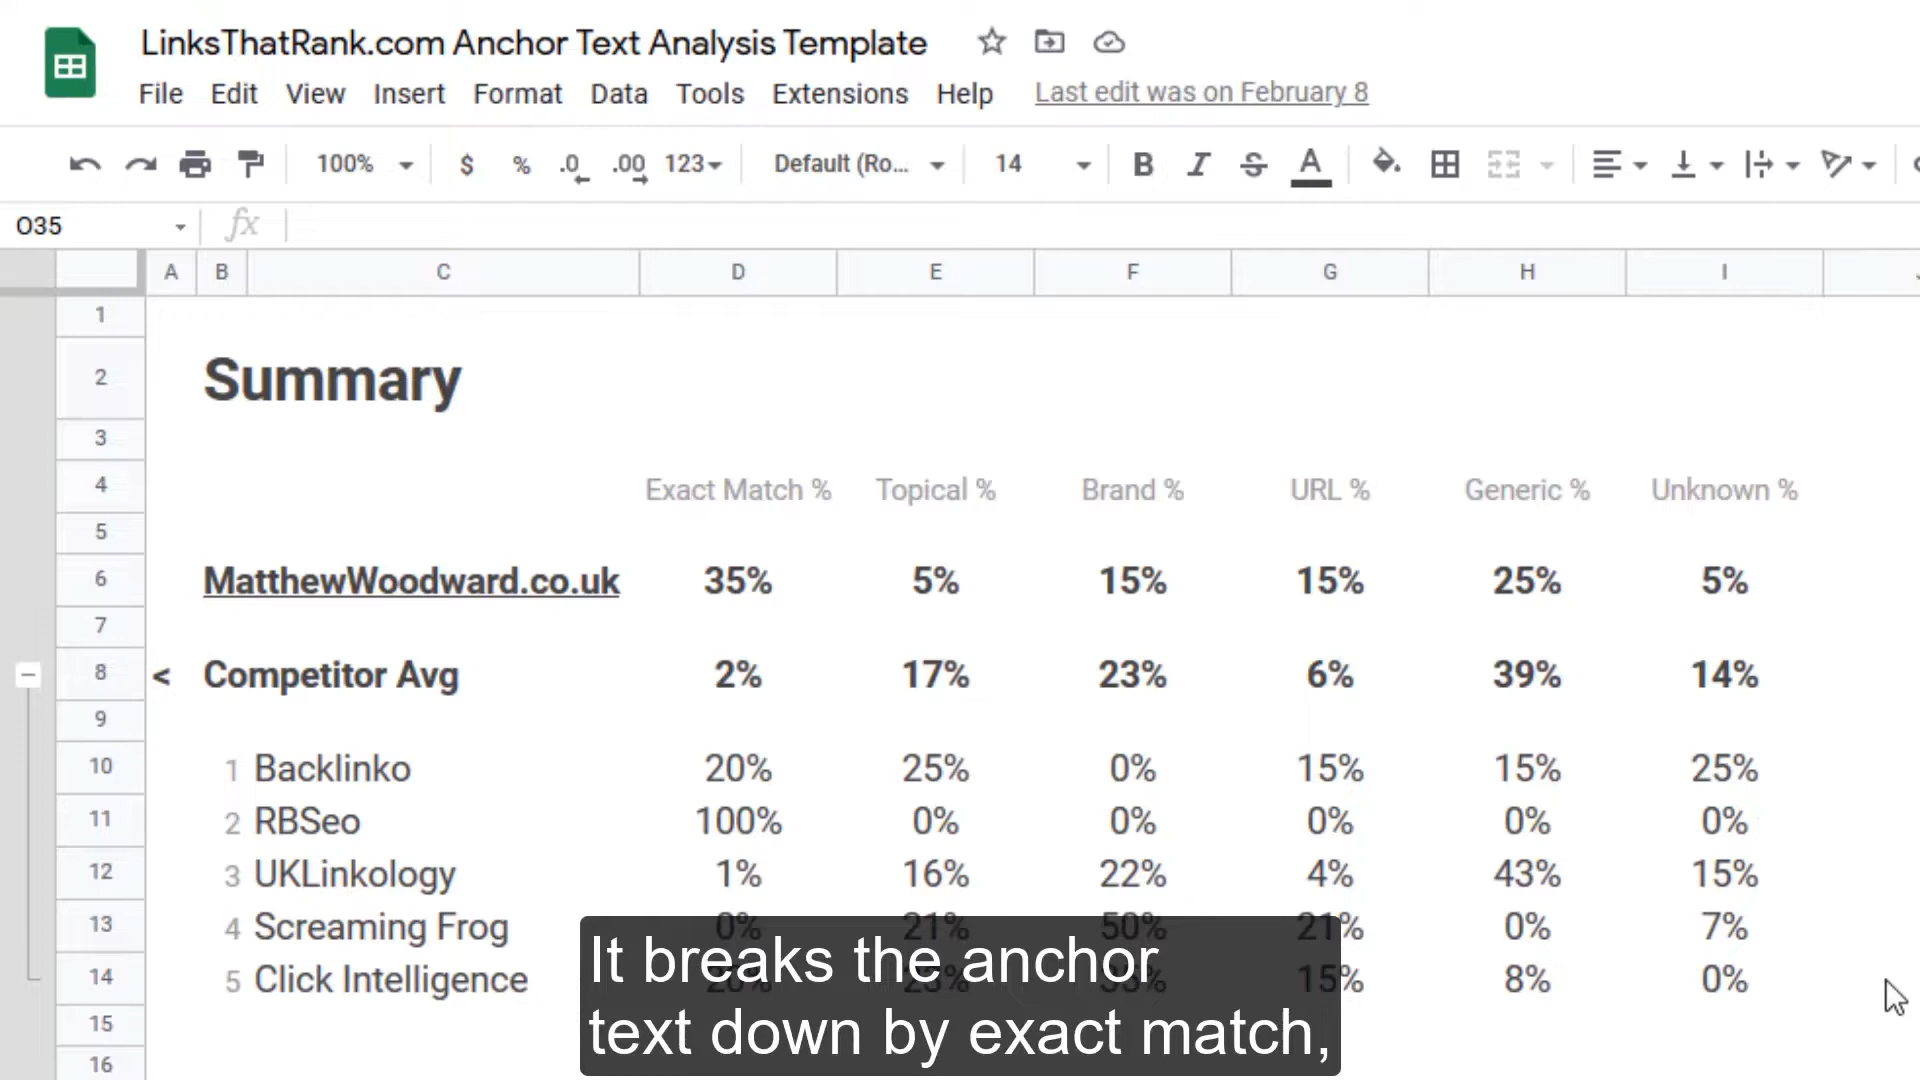 LinksThatRank.com Anchor Text Analysis Template
File Edit View Insert Format Data Tools Extensions Help Last edit was on February 8
100% $ % .0 .00 123 Default (Ro... 14 B I S A
O35 fx
A B C D E F G H I
1
2 Summary
3
4 Exact Match % Topical % Brand % URL % Generic % Unknown %
5
6 MatthewWoodward.co.uk 35% 5% 15% 15% 25% 5%
7
8 < Competitor Avg 2% 17% 23% 6% 39% 14%
9
10 1 Backlinko 20% 25% 0% 15% 15% 25%
11 2 RBSeo 100% 0% 0% 0% 0% 0%
12 3 UKLinkology 1% 16% 22% 4% 43% 15%
13 4 Screaming Frog 0% 21% 50% 21% 0% 7%
14 5 Click Intelligence 15% 8% 0%
15
16
It breaks the anchor
text down by exact match,